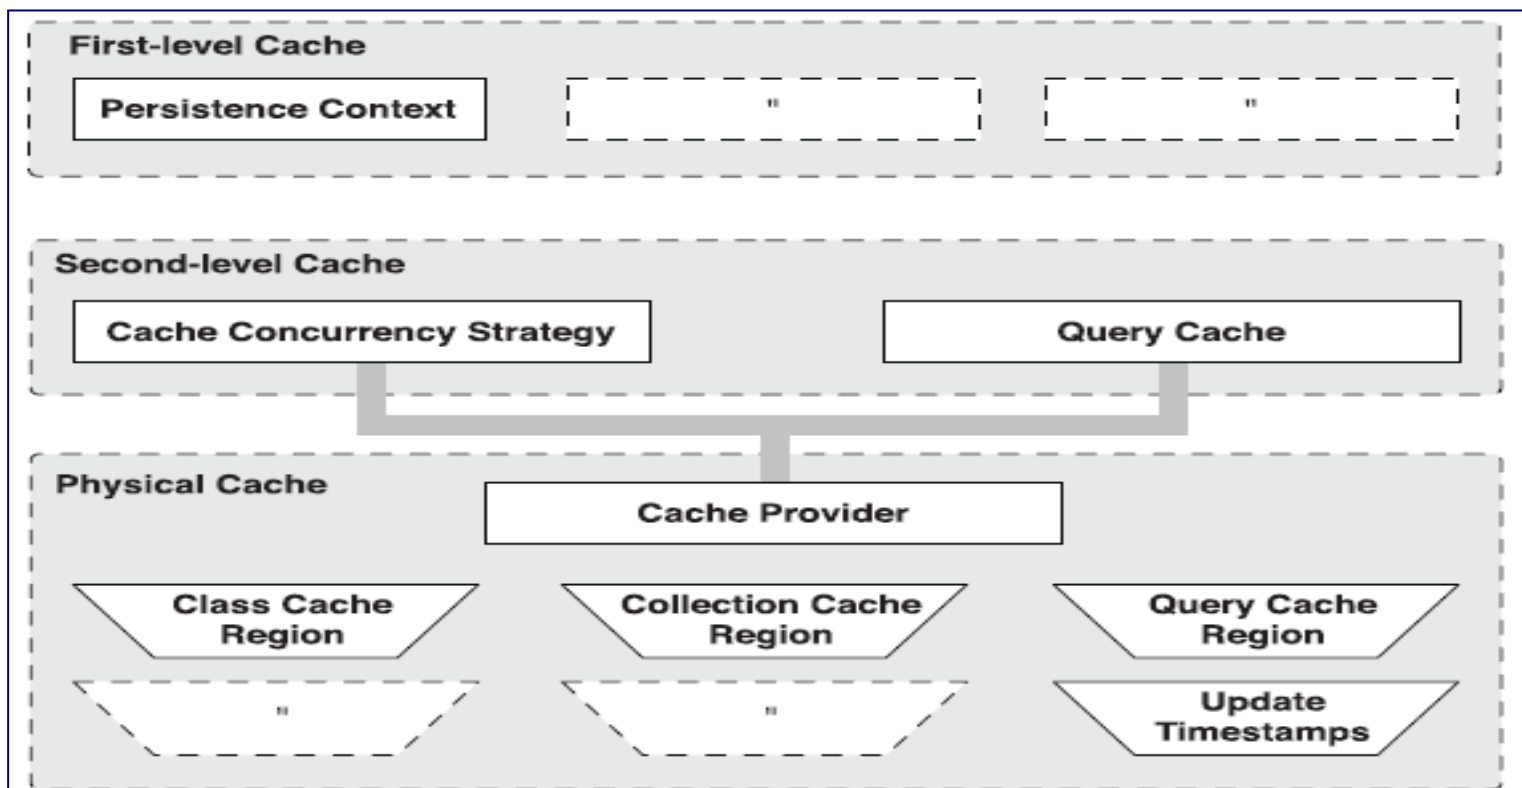 First-level Cache
Persistence Context
"
"
Second-level Cache
Cache Concurrency Strategy
Query Cache
Physical Cache
Cache Provider
Class Cache
Region
Collection Cache
Region
Query Cache
Region
"
"
Update
Timestamps